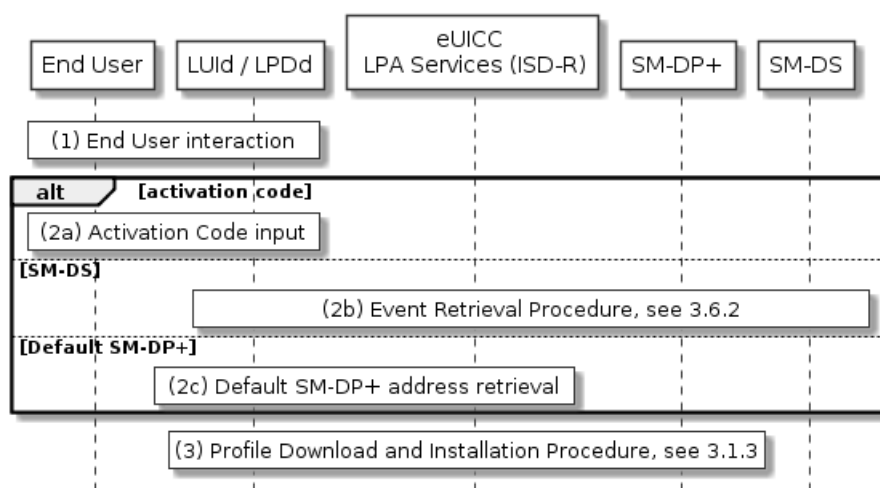 End User
LUId / LPDd
eUICC
LPA Services (ISD-R)
SM-DP+
SM-DS
(1) End User interaction
alt
[activation code]
(2a) Activation Code input
[SM-DS]
(2b) Event Retrieval Procedure, see 3.6.2
[Default SM-DP+]
(2c) Default SM-DP+ address retrieval
(3) Profile Download and Installation Procedure, see 3.1.3